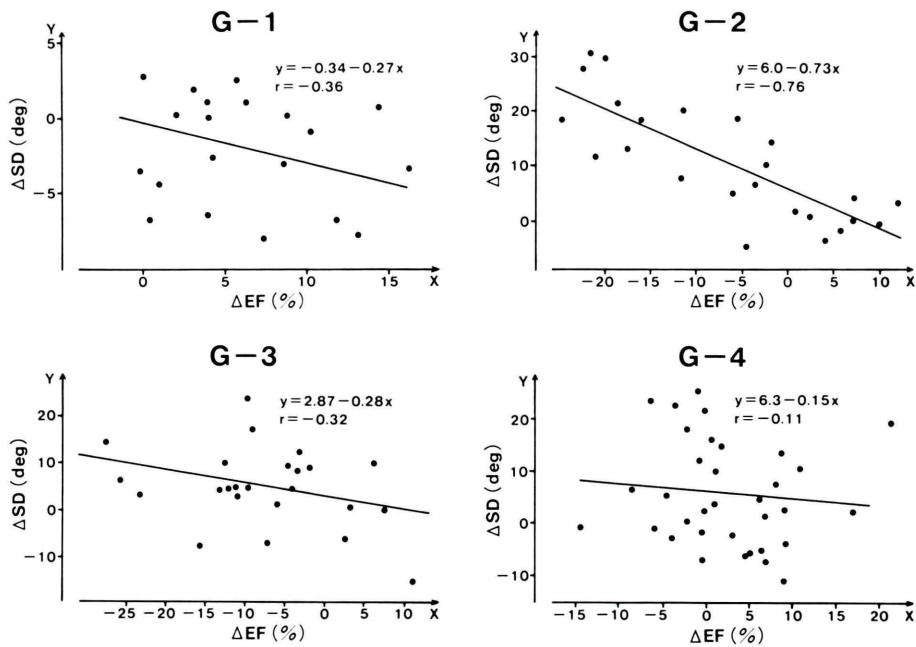 G−1
Y
5
0
−5
ΔSD (deg)
y=−0.34−0.27x
r=−0.36
0 5 10 15 X
ΔEF (%)
G−2
Y
30
20
10
0
ΔSD (deg)
y=6.0−0.73x
r=−0.76
−20 −15 −10 −5 0 5 10 X
ΔEF (%)
G−3
Y
20
10
0
−10
ΔSD (deg)
y=2.87−0.28x
r=−0.32
−25 −20 −15 −10 −5 0 5 10 X
ΔEF (%)
G−4
Y
20
10
0
−10
ΔSD (deg)
y=6.3−0.15x
r=−0.11
−15 −10 −5 0 5 10 15 20 X
ΔEF (%)